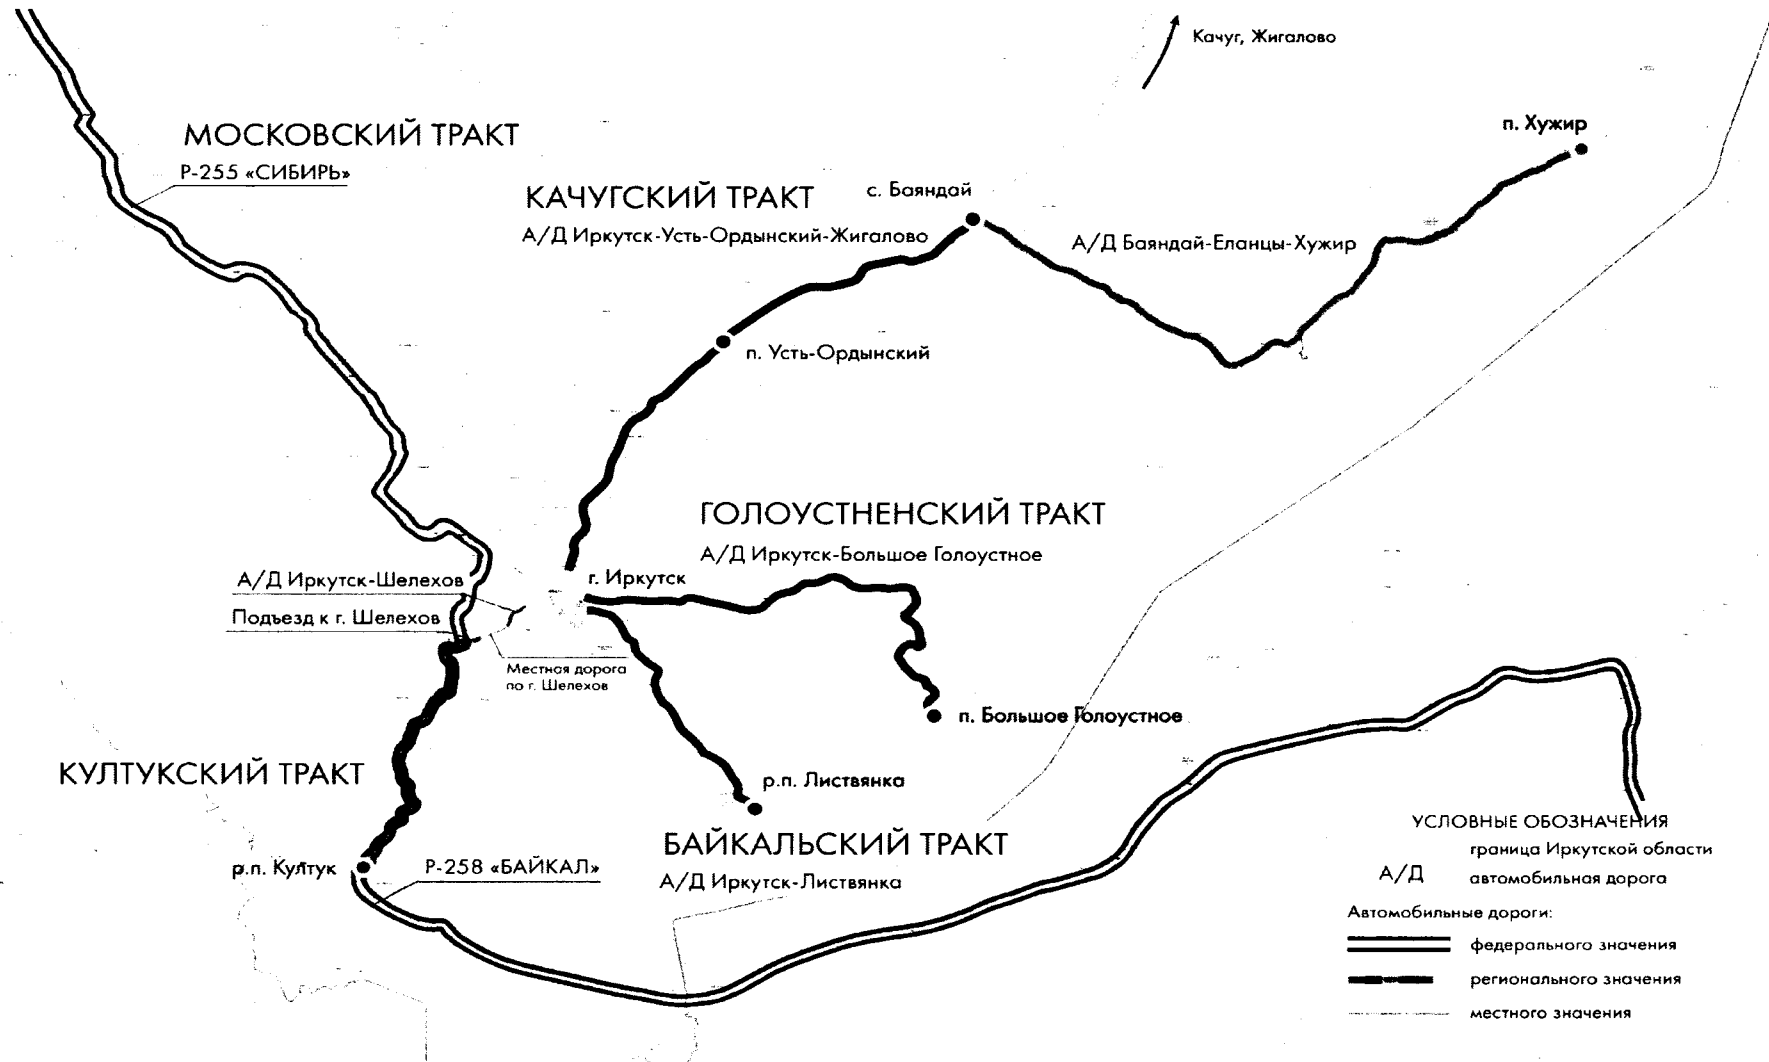 Качуг, Жигалово
п. Хужир
МОСКОВСКИЙ ТРАКТ
Р-255 «СИБИРЬ»
КАЧУГСКИЙ ТРАКТ
с. Баяндай
А/Д Иркутск-Усть-Ордынский-Жигалово
А/Д Баяндай-Еланцы-Хужир
п. Усть-Ордынский
ГОЛОУСТНЕНСКИЙ ТРАКТ
А/Д Иркутск-Большое Голоустное
А/Д Иркутск-Шелехов
г. Иркутск
Подъезд к г. Шелехов
Местная дорога
по г. Шелехов
п. Большое Голоустное
КУЛТУКСКИЙ ТРАКТ
р.п. Листвянка
БАЙКАЛЬСКИЙ ТРАКТ
А/Д Иркутск-Листвянка
р.п. Култук
Р-258 «БАЙКАЛ»
УСЛОВНЫЕ ОБОЗНАЧЕНИЯ
граница Иркутской области
А/Д автомобильная дорога
Автомобильные дороги:
федерального значения
регионального значения
местного значения